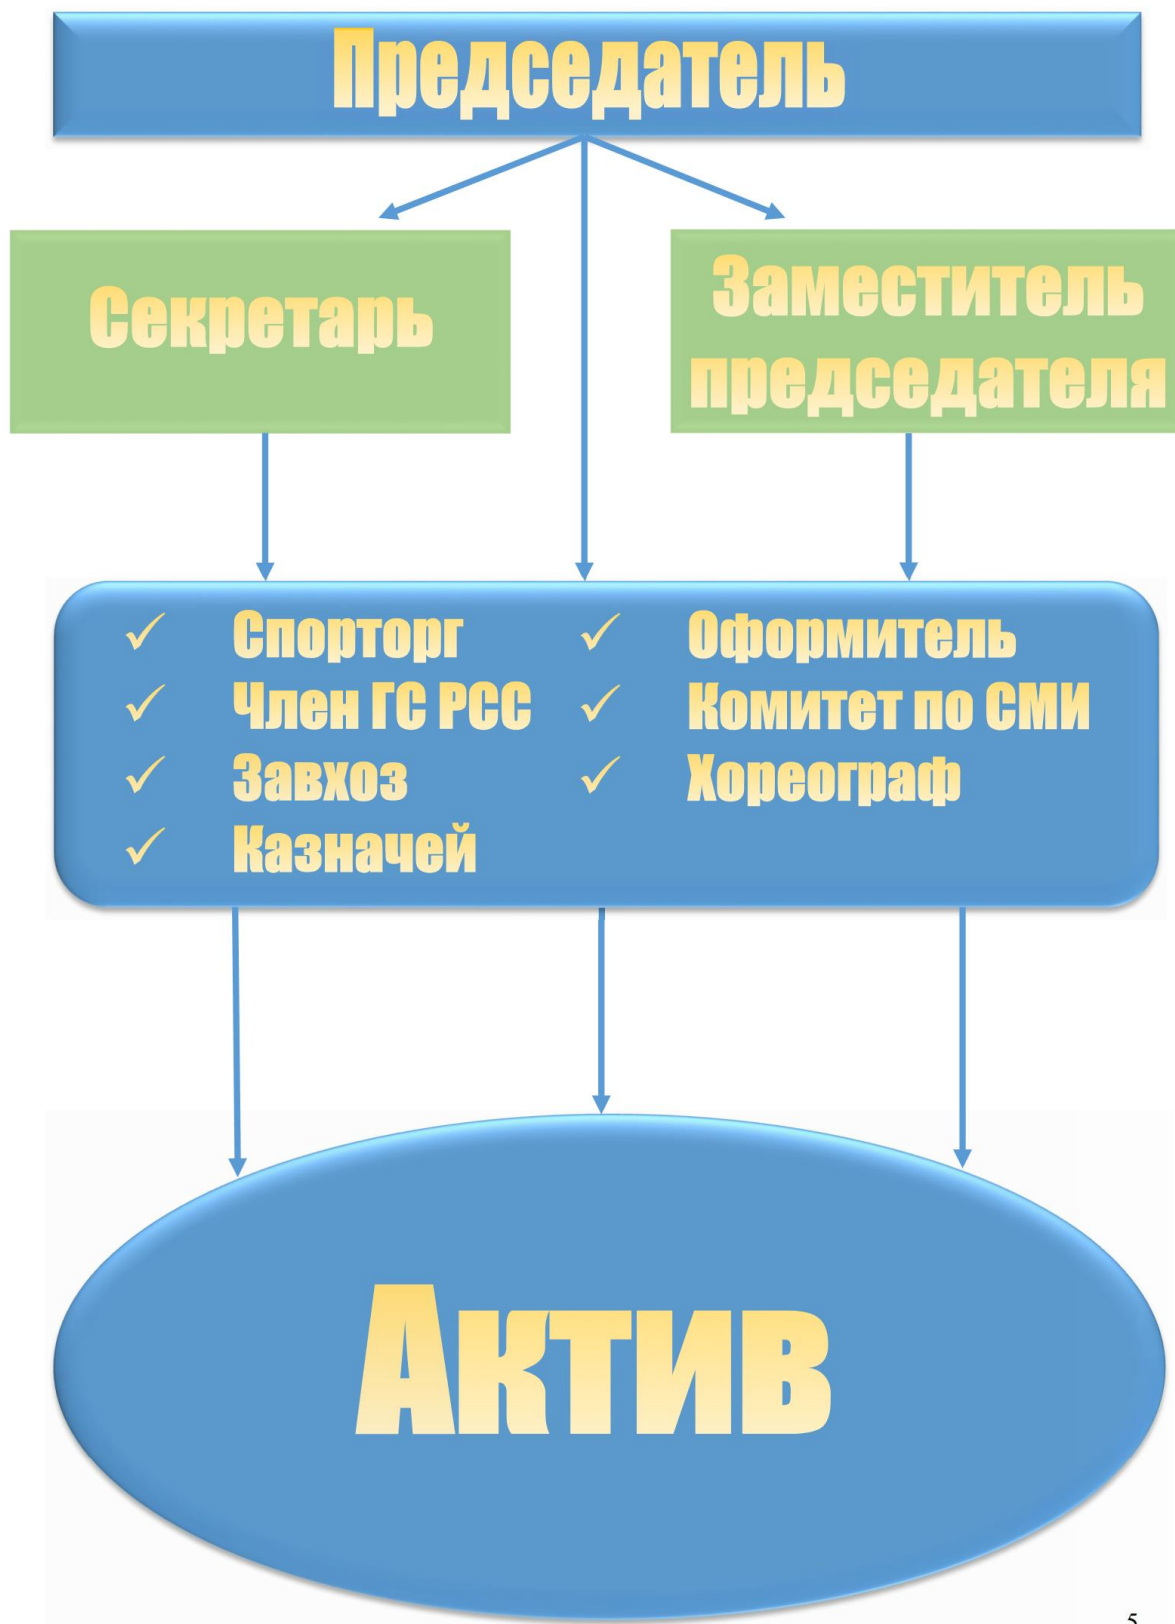 Председатель
Секретарь
Заместитель
председателя
✓ Спорторг
✓ Член ГС РСС
✓ Завхоз
✓ Казначей
✓ Оформитель
✓ Комитет по СМИ
✓ Хореограф
Актив
5